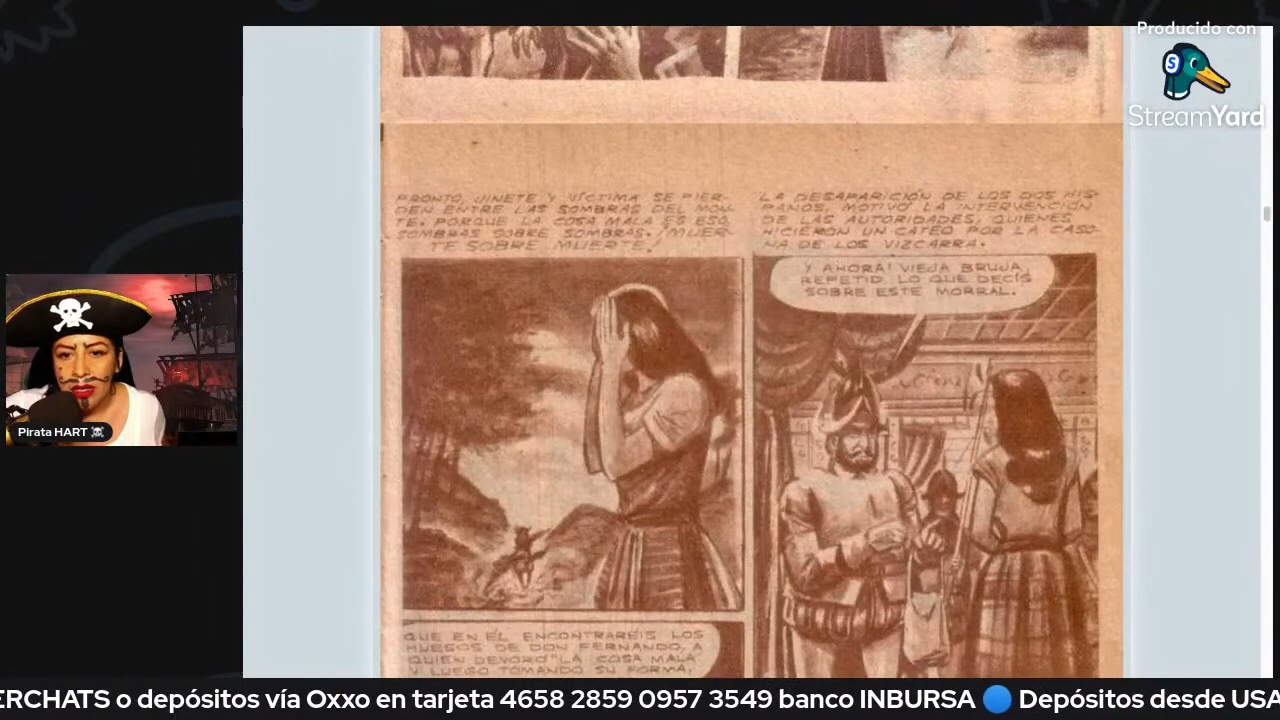 Producido con
StreamYard
PRONTO, JINETE Y VÍCTIMA SE PIER-
DEN ENTRE LAS SOMBRAS DEL MON-
TE. PORQUE LA COSA MALA ES ESO,
SOMBRAS SOBRE SOMBRAS. ¡MUER-
TE SOBRE MUERTE!
LA DESAPARICIÓN DE LOS DOS HIS-
PANOS, MOTIVÓ LA INTERVENCIÓN
DE LAS AUTORIDADES, QUIENES
HICIERON UN CATEO POR LA CASO-
NA DE LOS VIZCARRA.
Y AHORA! VIEJA BRUJA,
REPETID LO QUE DECÍS
SOBRE ESTE MORRAL.
QUE EN ÉL ENCONTRARÉIS LOS
HUESOS DE DON FERNANDO, A
QUIEN DEVORÓ "LA COSA MALA
Y LUEGO TOMANDO SU FORMA,
Pirata HART ☠️
ERCHATS o depósitos vía Oxxo en tarjeta 4658 2859 0957 3549 banco INBURSA 🔵 Depósitos desde USA